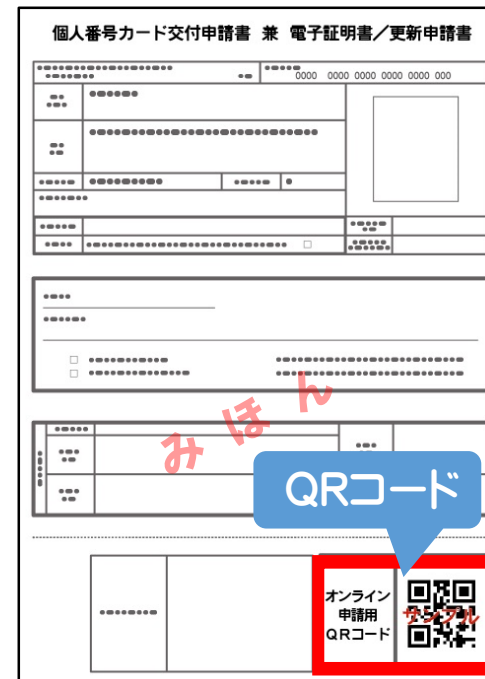 個人番号カード交付申請書 兼 電子証明書／更新申請書
0000 0000 0000 0000 0000 000
みほん
QRコード
オンライン
申請用
QRコード
サンプル